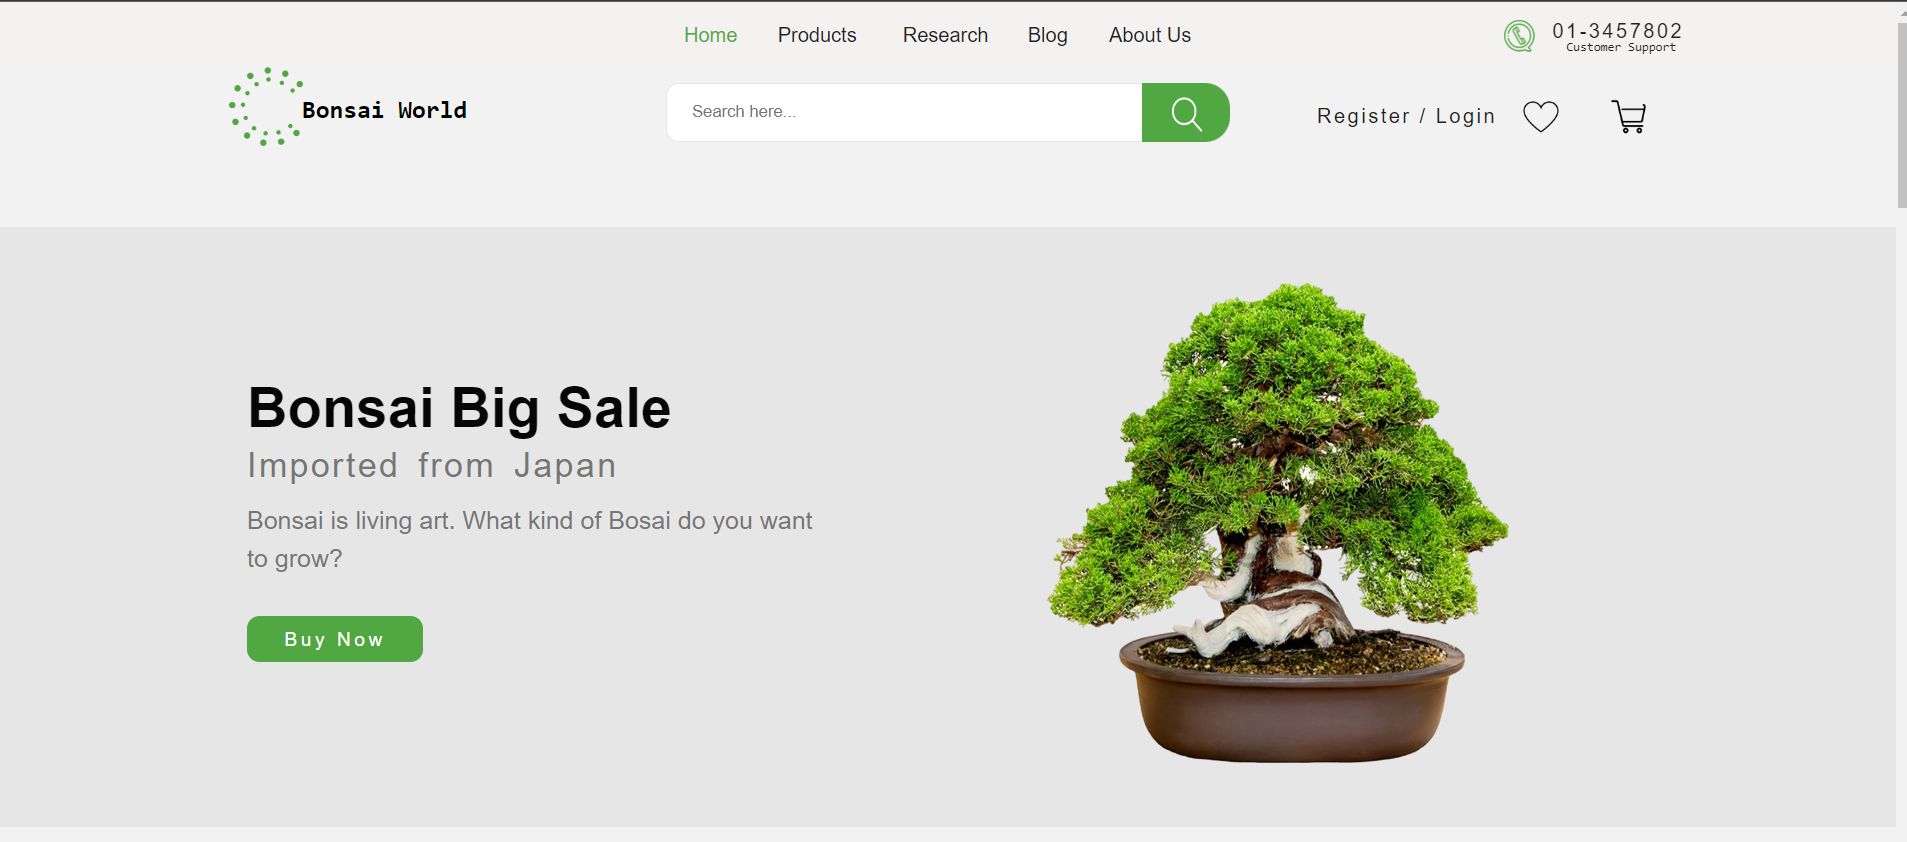 Home Products Research Blog About Us
01-3457802
Customer Support
Bonsai World
Search here...
Register / Login
Bonsai Big Sale
Imported from Japan
Bonsai is living art. What kind of Bosai do you want
to grow?
Buy Now